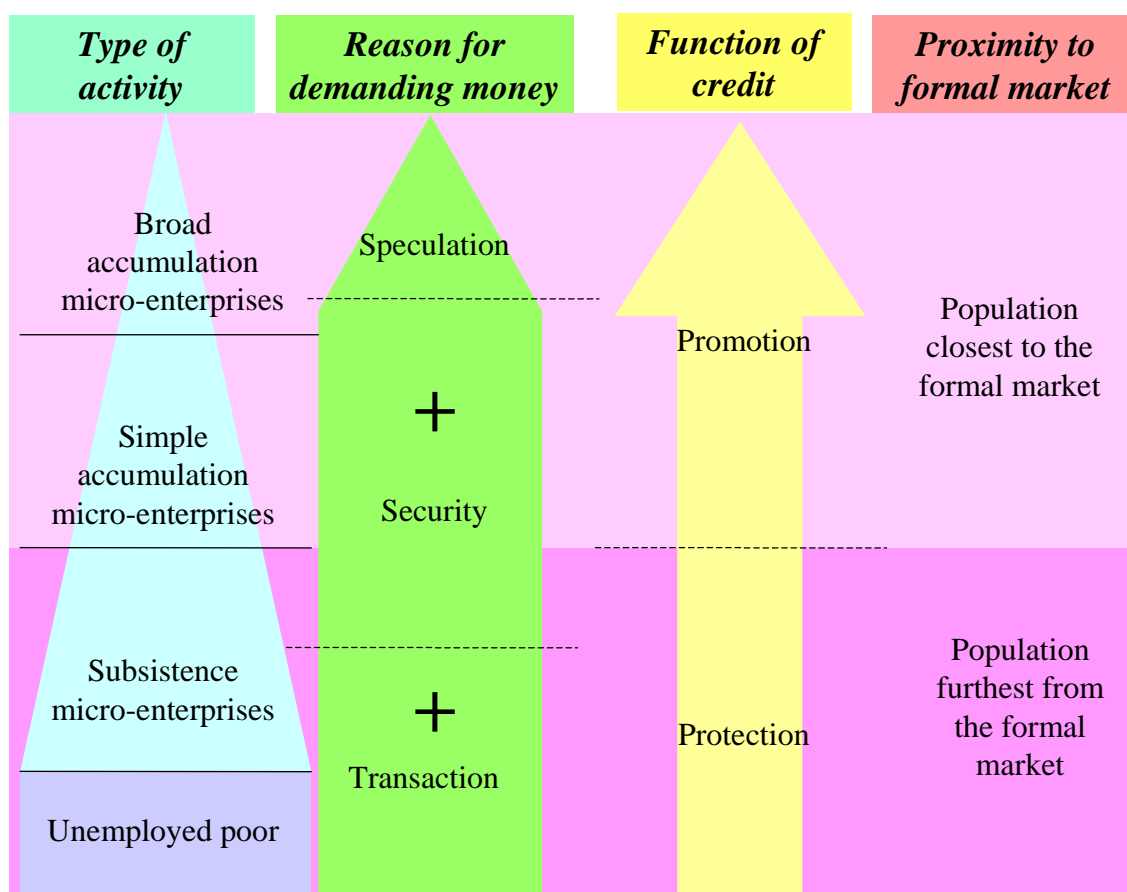 Type of
activity
Reason for
demanding money
Function of
credit
Proximity to
formal market
Broad
accumulation
micro-enterprises
Simple
accumulation
micro-enterprises
Subsistence
micro-enterprises
Unemployed poor
Speculation
+
Security
+
Transaction
Promotion
Protection
Population
closest to the
formal market
Population
furthest from
the formal
market